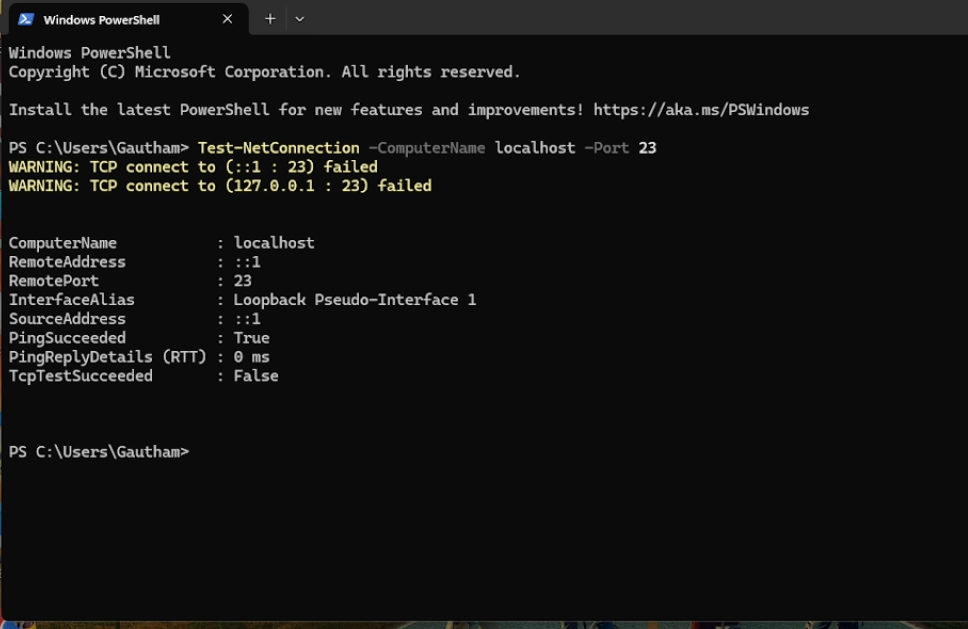 Windows PowerShell
Windows PowerShell
Copyright (C) Microsoft Corporation. All rights reserved.
Install the latest PowerShell for new features and improvements! https://aka.ms/PSWindows
PS C:\Users\Gautham> Test-NetConnection -ComputerName localhost -Port 23
WARNING: TCP connect to (::1 : 23) failed
WARNING: TCP connect to (127.0.0.1 : 23) failed
ComputerName           : localhost
RemoteAddress          : ::1
RemotePort             : 23
InterfaceAlias         : Loopback Pseudo-Interface 1
SourceAddress          : ::1
PingSucceeded          : True
PingReplyDetails (RTT) : 0 ms
TcpTestSucceeded       : False
PS C:\Users\Gautham>